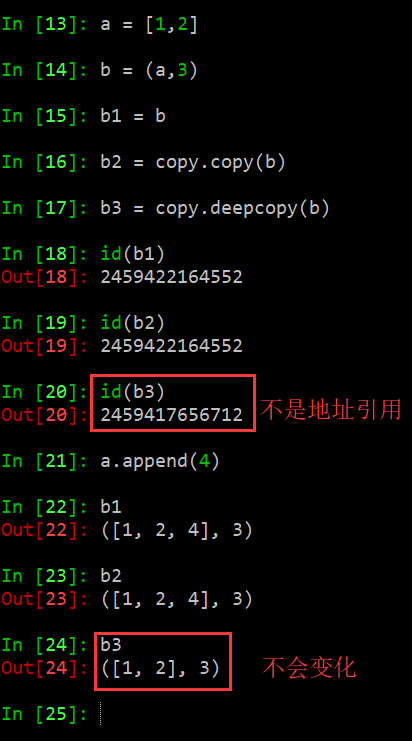 In [13]: a = [1,2]
In [14]: b = (a,3)
In [15]: b1 = b
In [16]: b2 = copy.copy(b)
In [17]: b3 = copy.deepcopy(b)
In [18]: id(b1)
Out[18]: 2459422164552
In [19]: id(b2)
Out[19]: 2459422164552
In [20]: id(b3)
Out[20]: 2459417656712 不是地址引用
In [21]: a.append(4)
In [22]: b1
Out[22]: ([1, 2, 4], 3)
In [23]: b2
Out[23]: ([1, 2, 4], 3)
In [24]: b3
Out[24]: ([1, 2], 3) 不会变化
In [25]: